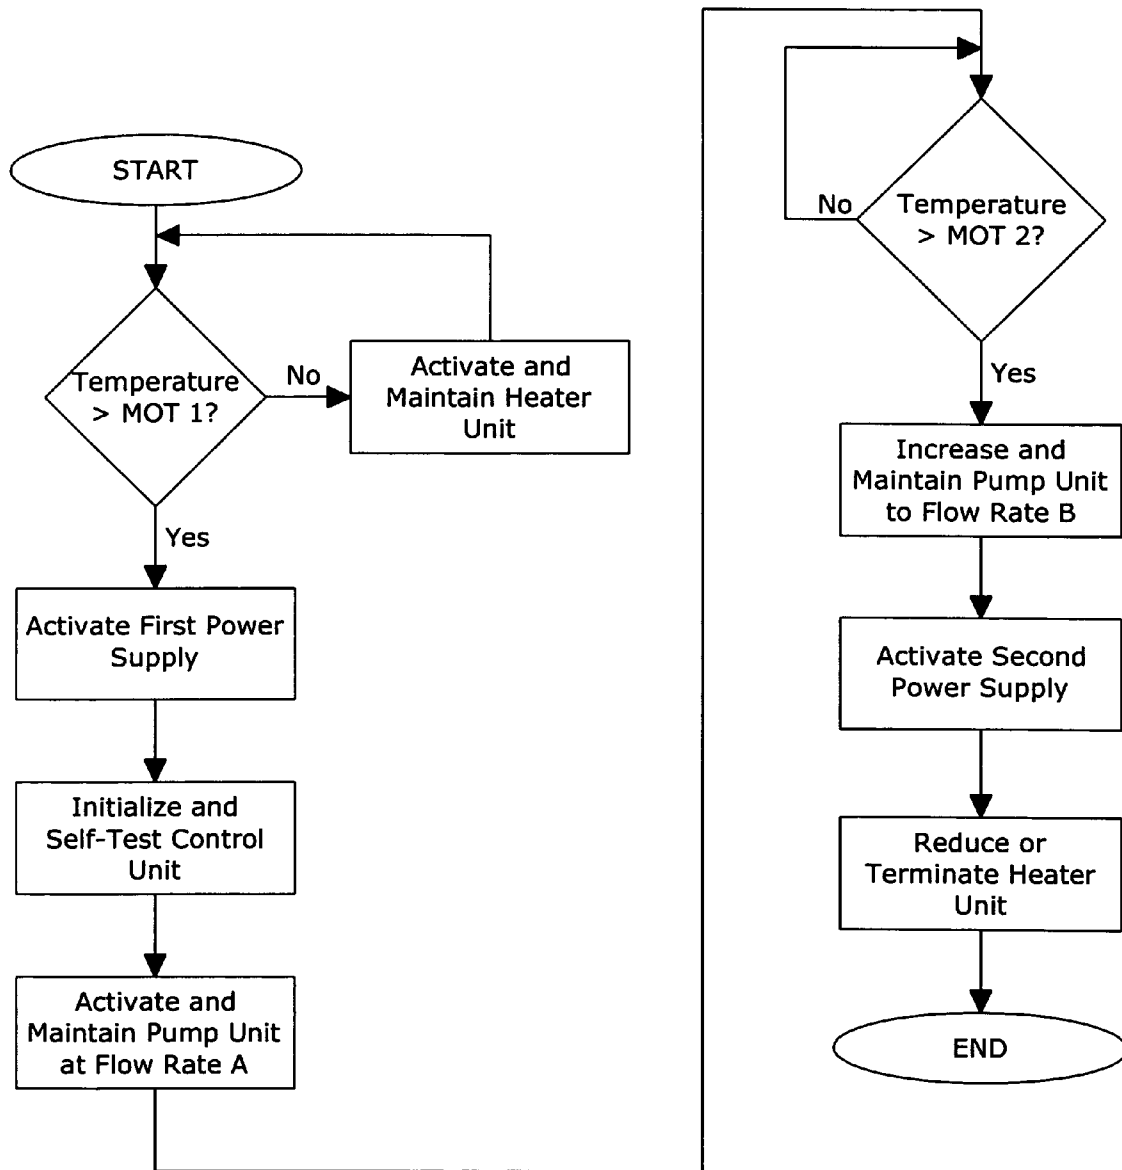 START
Temperature
> MOT 1?
No
Activate and
Maintain Heater
Unit
Yes
Activate First Power
Supply
Initialize and
Self-Test Control
Unit
Activate and
Maintain Pump Unit
at Flow Rate A
Temperature
> MOT 2?
No
Yes
Increase and
Maintain Pump Unit
to Flow Rate B
Activate Second
Power Supply
Reduce or
Terminate Heater
Unit
END